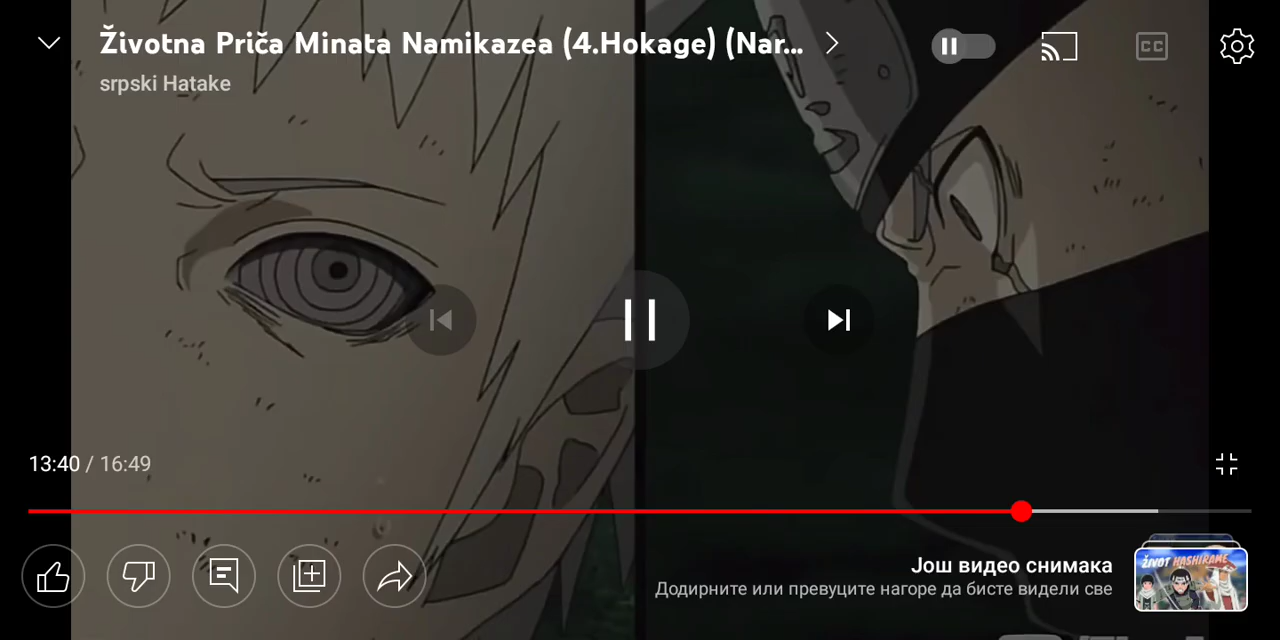 Životna Priča Minata Namikazea (4.Hokage) (Nar...
srpski Hatake
CC
13:40 / 16:49
Још видео снимака
Додирните или превуците нагоре да бисте видели све
ŽIVOT HASHIRAME